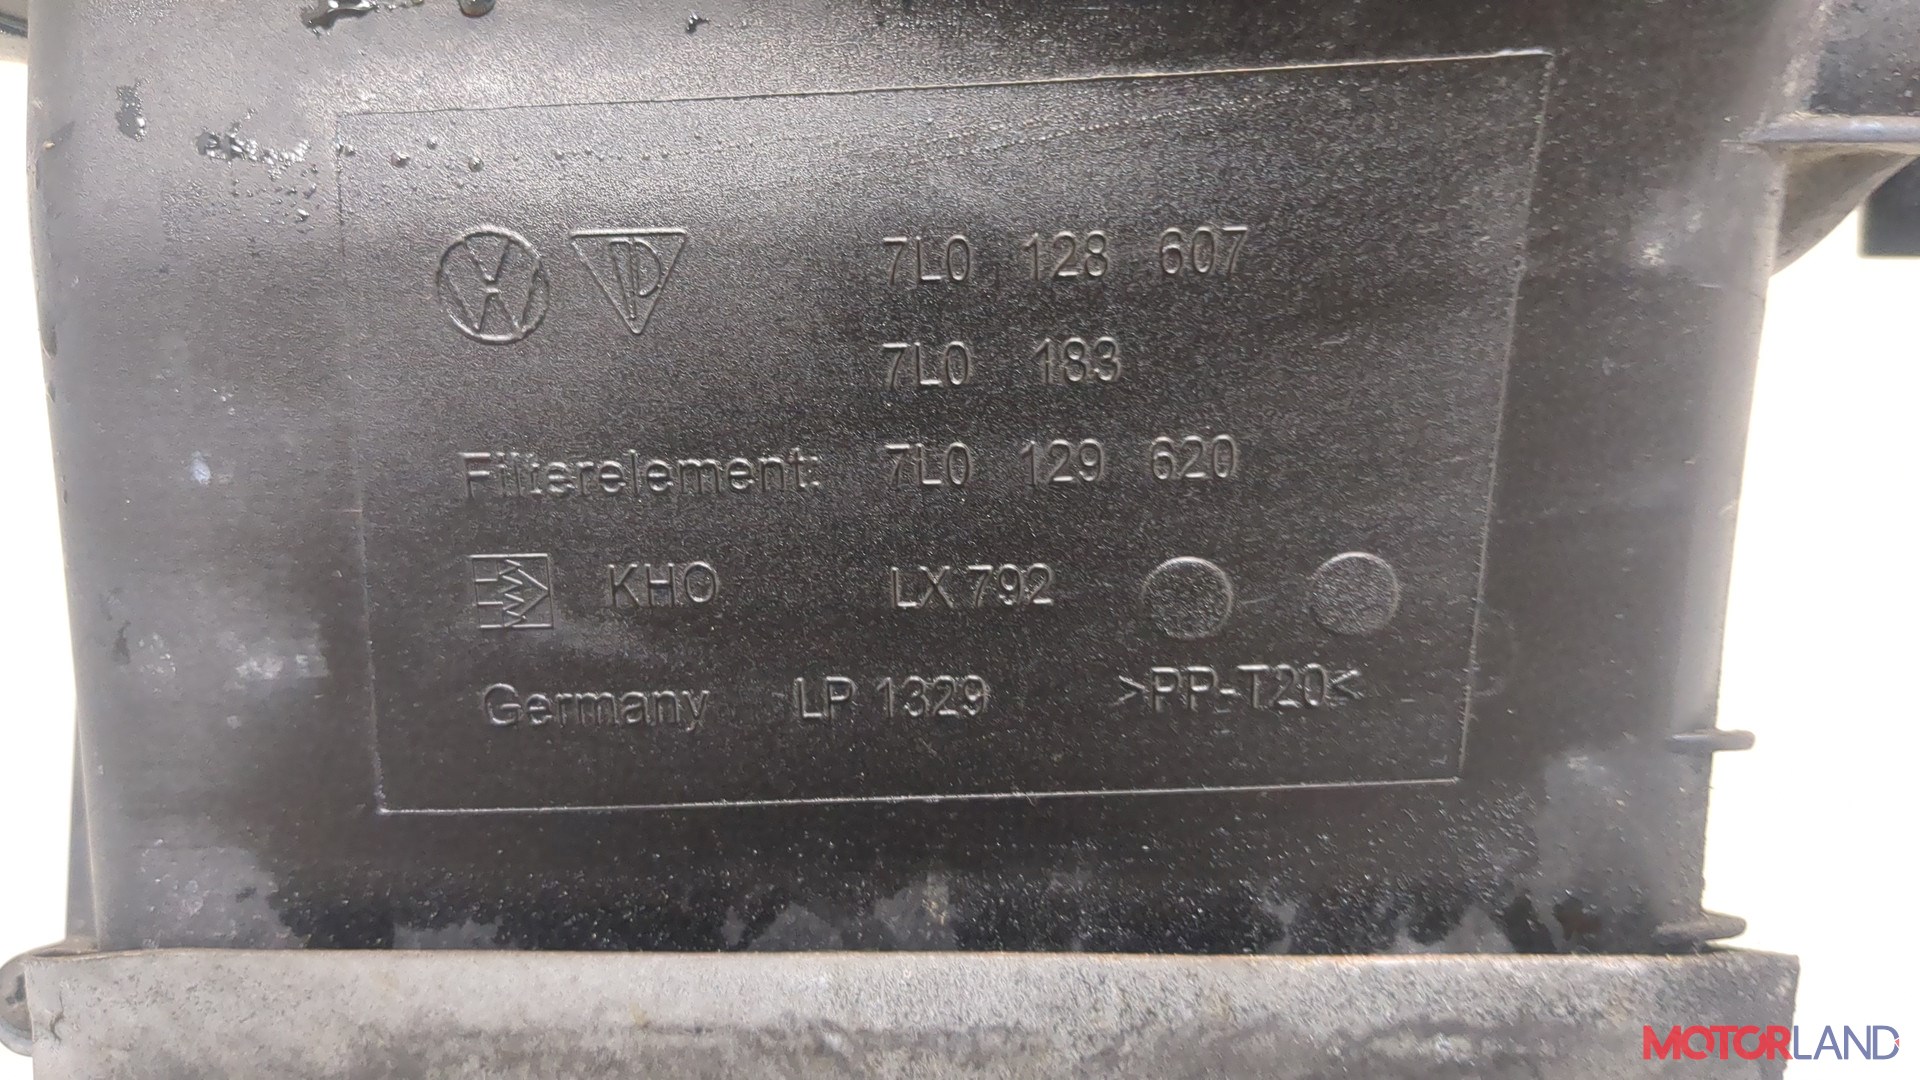 7L0 128 607
7L0 183
Filterelement: 7L0 129 620
KHO LX 792
Germany LP 1329 >PP-T20<
MOTORLAND